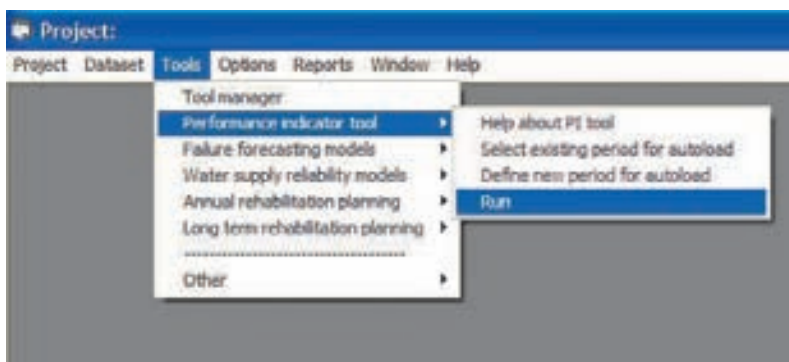 Project:
Project Dataset Tools Options Reports Window Help
Tool manager
Performance indicator tool
Failure forecasting models
Water supply reliability models
Annual rehabilitation planning
Long term rehabilitation planning
Other
Help about PI tool
Select existing period for autoload
Define new period for autoload
Run